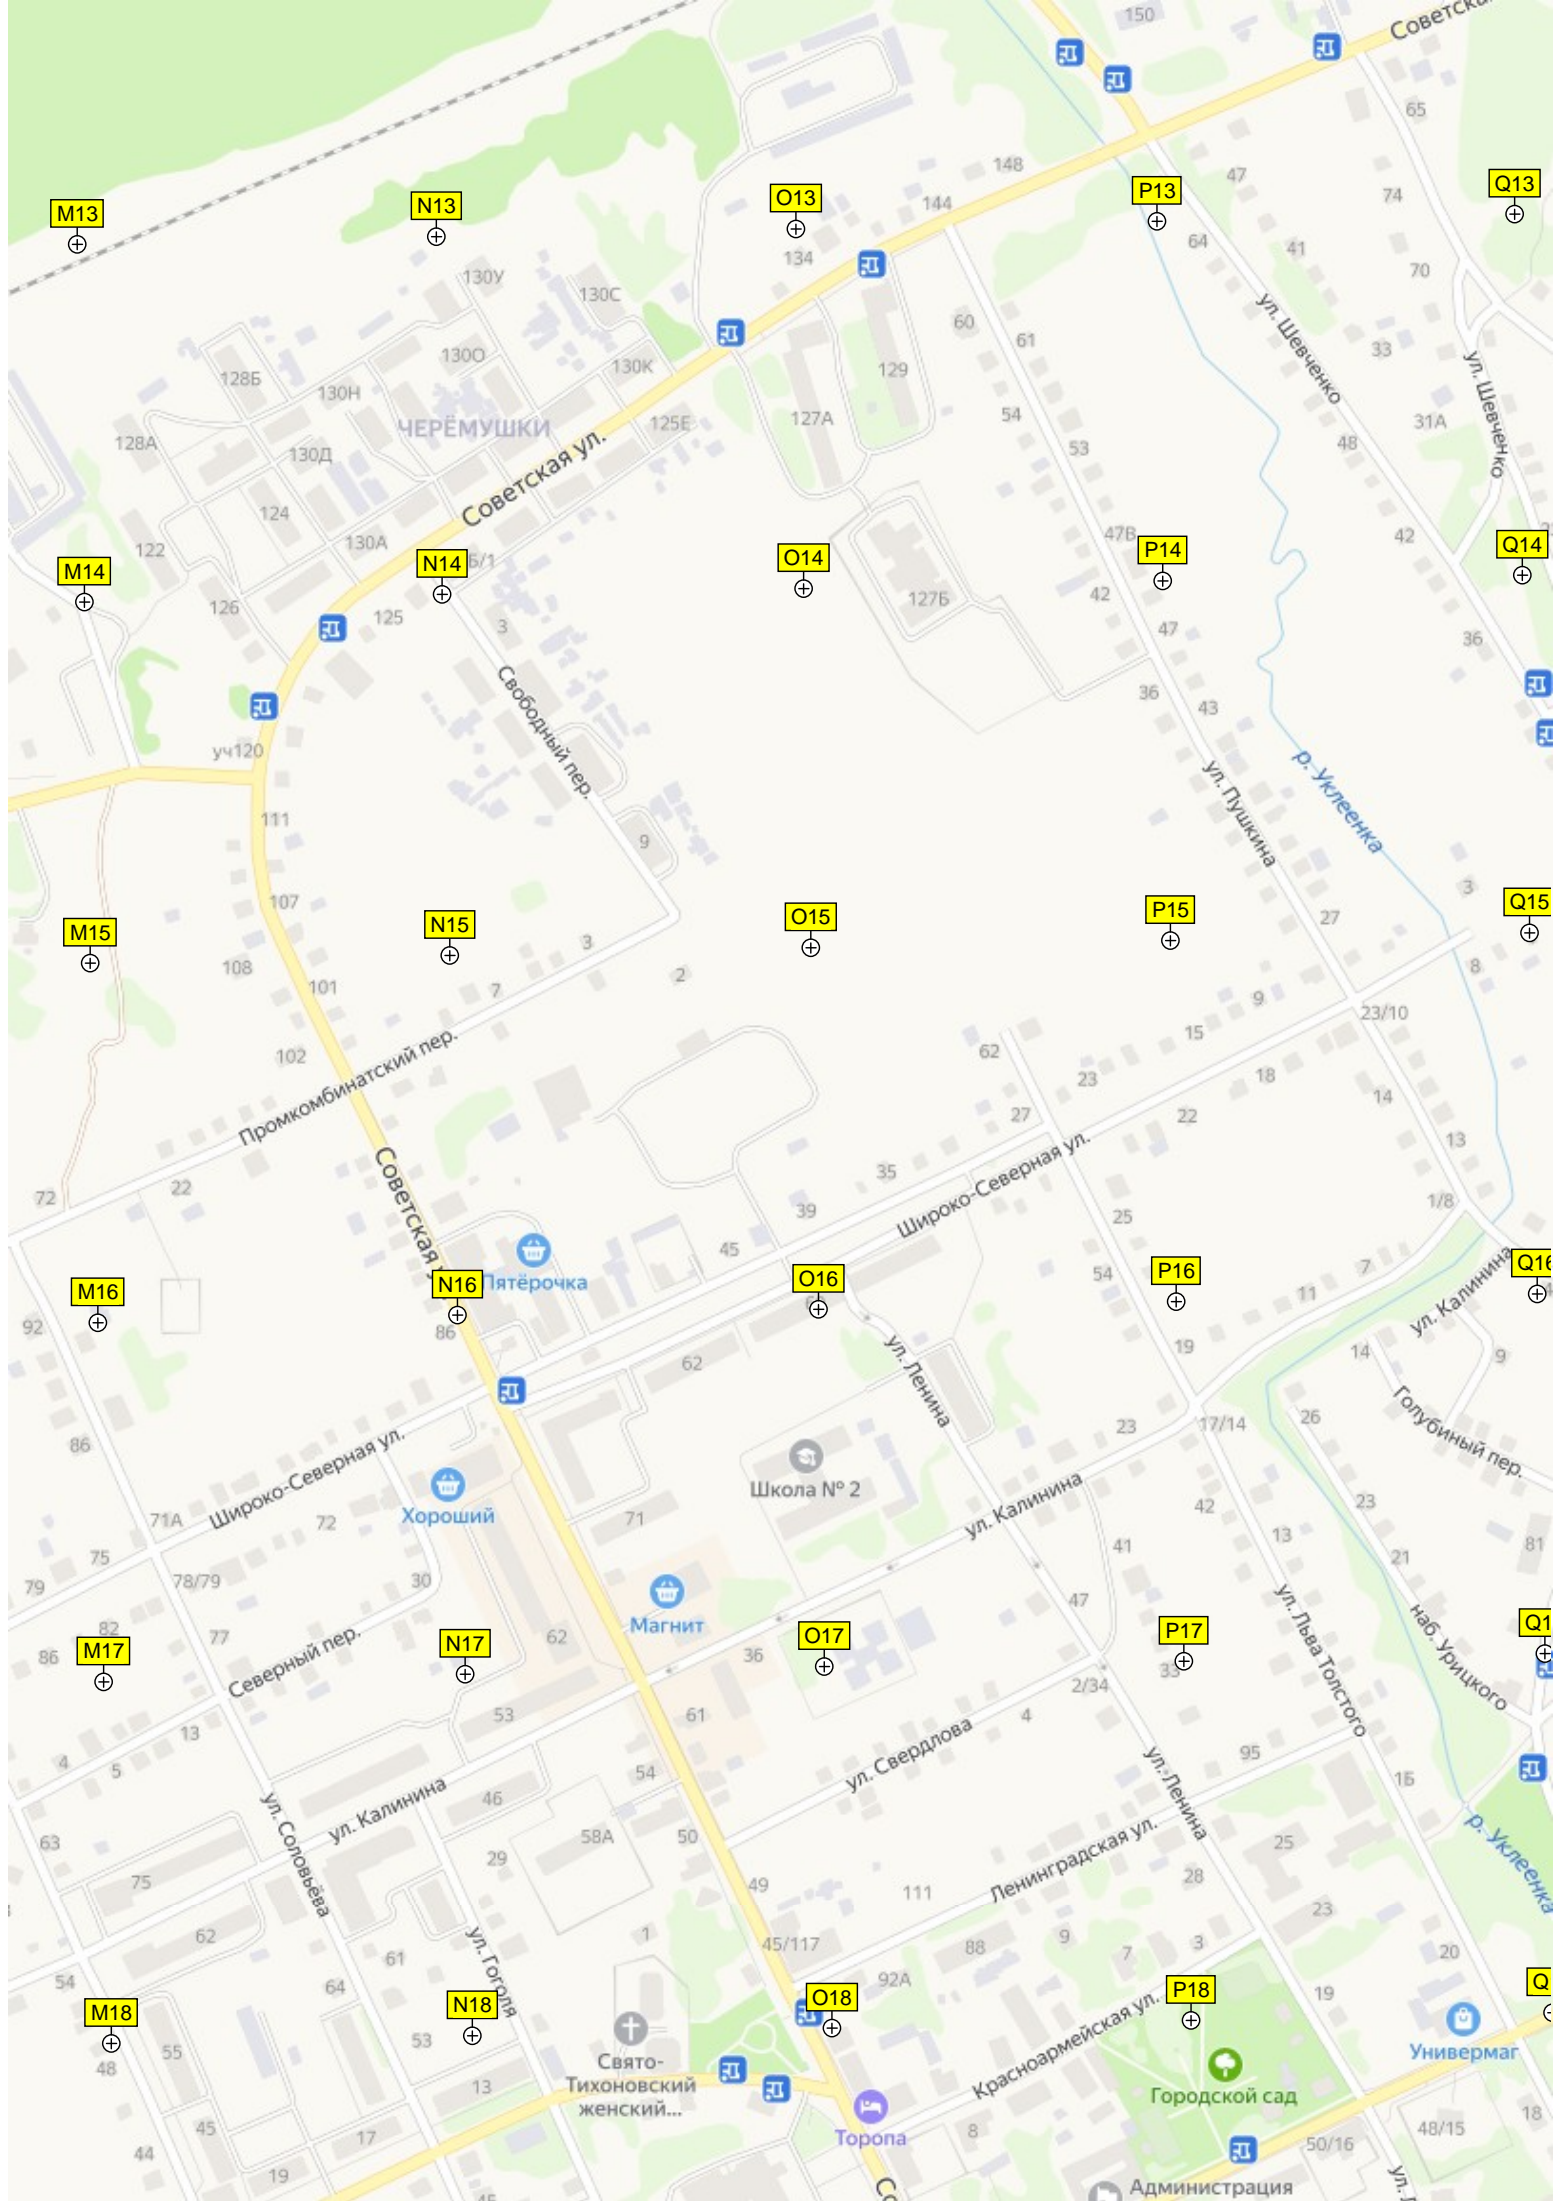 150
Советска
65
148
47
74
Q13
P13
O13
N13
M13
144
64
41
134
70
130У
130С
ул. Шевченко
60
61
33
130О
130К
ул. Шевченко
129
128Б
130Н
54
31А
127А
125Е
ЧЕРЁМУШКИ
Советская ул.
48
53
128А
130Д
124
47В
42
130А
122
Q14
P14
O14
N14
Б/1
M14
42
127Б
126
125
3
47
36
36
Свободный пер.
43
уч120
р. Уклеенка
ул. Пушкина
111
9
3
107
Q15
P15
O15
N15
M15
27
3
108
2
8
101
7
9
23/10
102
15
62
Промкомбинатский пер.
23
18
14
27
22
13
Советская у
35
Широко-Северная ул.
22
72
1/8
39
25
45
7
Q16
54
P16
Пятёрочка
O16
N16
M16
11
ул. Калинина
92
86
19
14
9
62
ул. Ленина
Голубиный пер.
26
17/14
23
86
Широко-Северная ул.
Школа № 2
23
Хороший
ул. Калинина
42
71А
72
71
13
81
41
75
21
78/79
30
79
Магнит
47
ул. Льва Толстого
наб. Урицкого
82
Q1
P17
O17
N17
M17
77
62
36
86
Северный пер.
33
2/34
53
61
4
13
ул. Свердлова
95
4
5
54
ул. Ленина
15
46
ул. Калинина
ул. Соловьёва
р. Уклеенка
63
58А
50
25
Ленинградская ул.
29
75
28
49
111
23
62
1
ул. Гоголя
45/117
9
3
61
88
7
20
54
64
92А
Q
P18
O18
N18
M18
19
Красноармейская ул.
53
55
48
Универмаг
Свято-
Тихоновский
женский...
13
Городской сад
45
Торопа
8
18
17
48/15
44
50/16
19
Администрация
Со
45
ул. Л